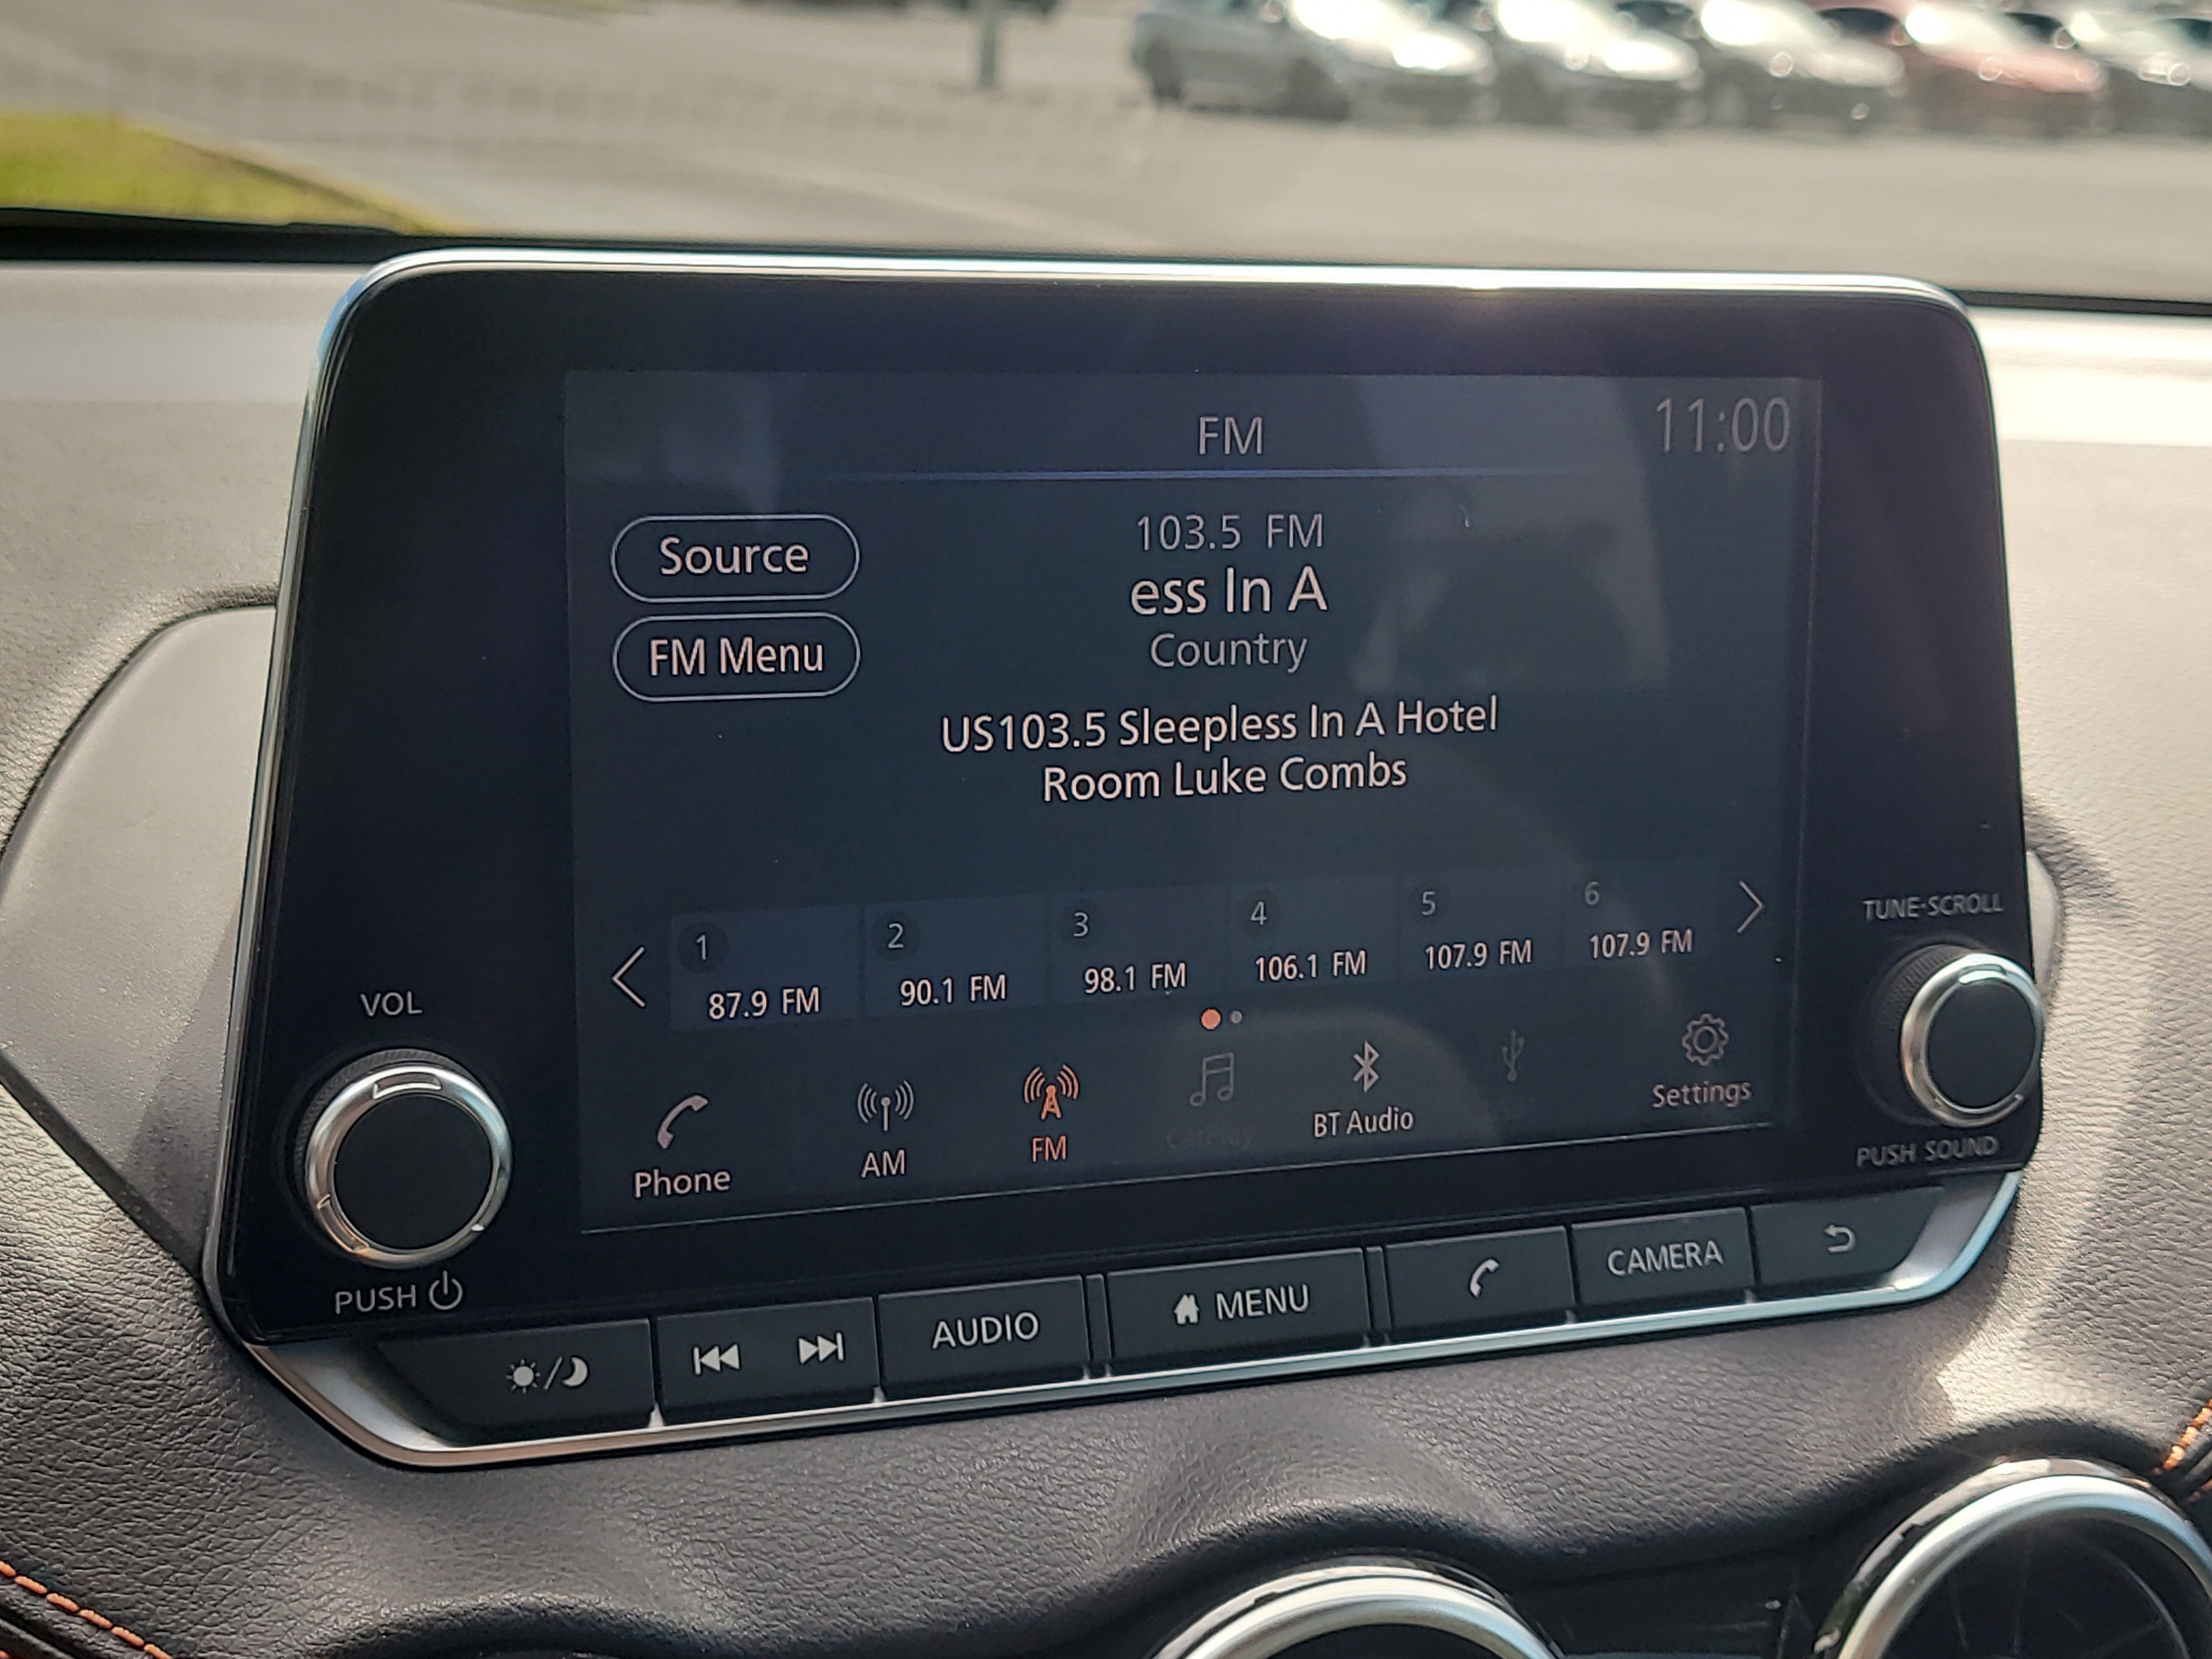 FM
11:00
Source
103.5 FM
ess In A
FM Menu
Country
US103.5 Sleepless In A Hotel
Room Luke Combs
1
2
3
4
5
6
87.9 FM
90.1 FM
98.1 FM
106.1 FM
107.9 FM
107.9 FM
TUNE·SCROLL
VOL
Phone
AM
FM
CarPlay
BT Audio
Settings
PUSH SOUND
PUSH
AUDIO
MENU
CAMERA